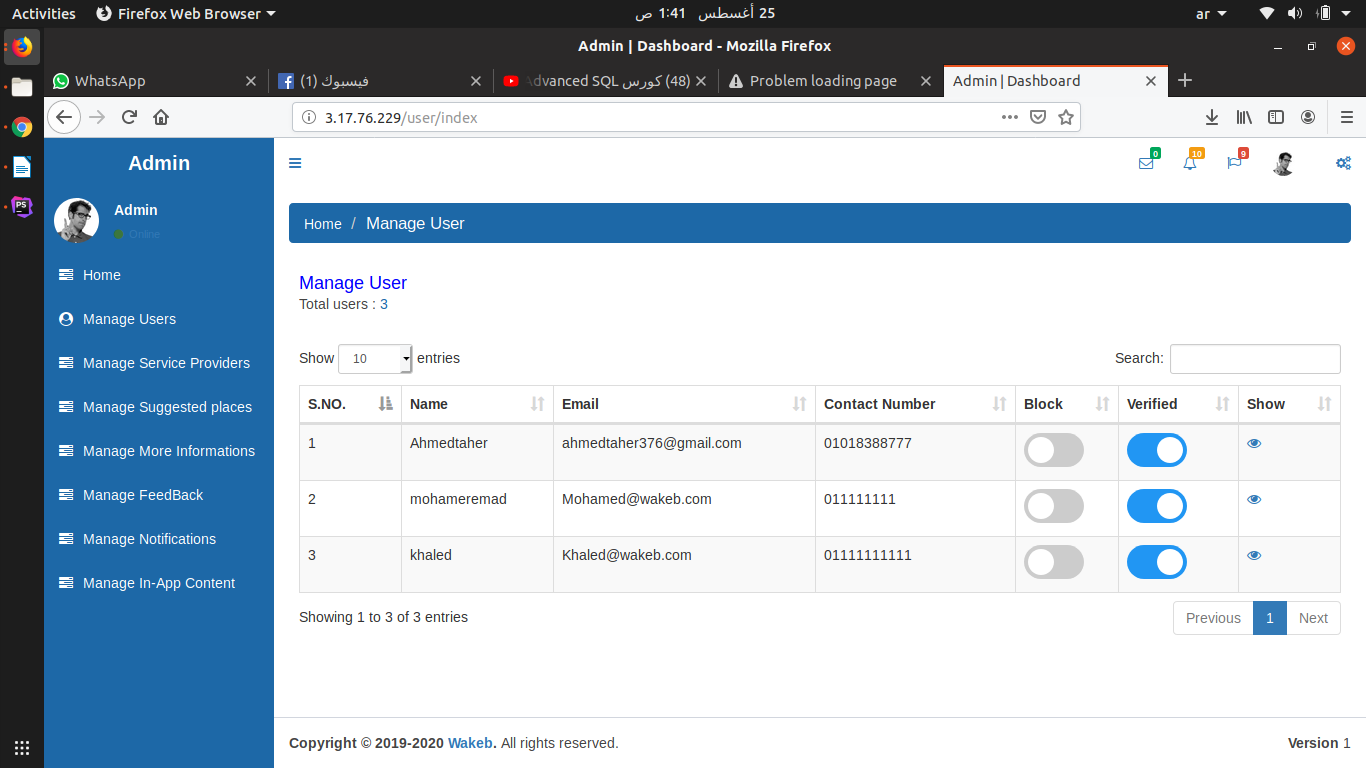 Activities Firefox Web Browser 25 أغسطس 1:41 ص ar
Admin | Dashboard - Mozilla Firefox
WhatsApp (1) فيسبوك (48) كورس Advanced SQL Problem loading page Admin | Dashboard
3.17.76.229/user/index
Admin 0 10 9
Admin
Online
Home / Manage User
Home
Manage Users
Manage Service Providers
Manage Suggested places
Manage More Informations
Manage FeedBack
Manage Notifications
Manage In-App Content
Manage User
Total users : 3
Show 10 entries Search:
S.NO. Name Email Contact Number Block Verified Show
1 Ahmedtaher ahmedtaher376@gmail.com 01018388777
2 mohameremad Mohamed@wakeb.com 011111111
3 khaled Khaled@wakeb.com 01111111111
Showing 1 to 3 of 3 entries Previous 1 Next
Copyright © 2019-2020 Wakeb. All rights reserved. Version 1
PS